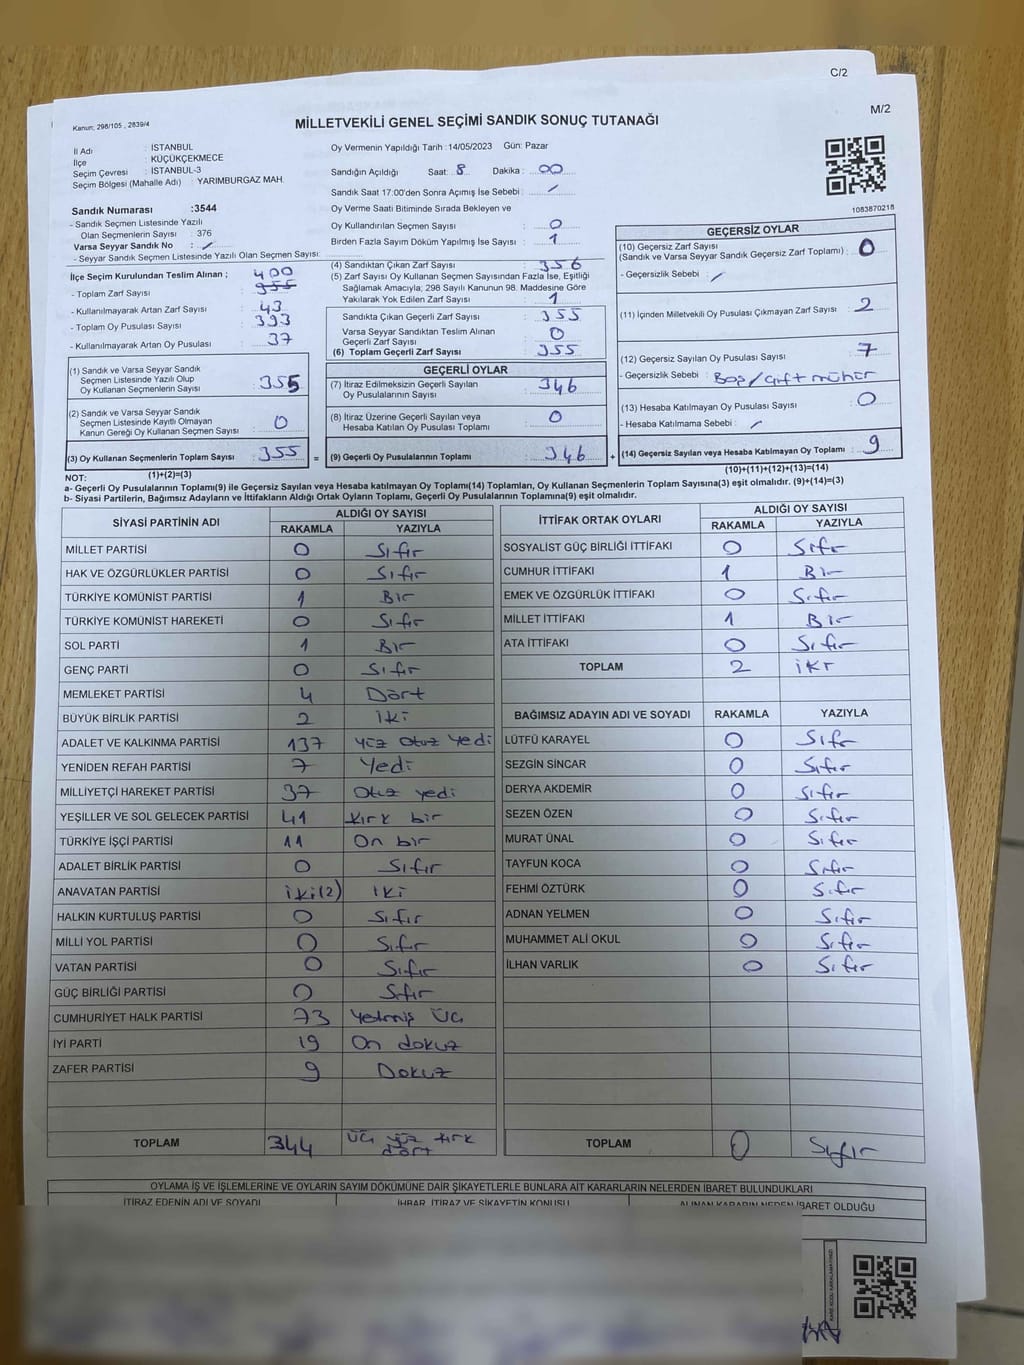 C/2
M/2
Kanun; 298/105 , 2839/4
MİLLETVEKİLİ GENEL SEÇİMİ SANDIK SONUÇ TUTANAĞI
İl Adı : İSTANBUL
İlçe : KÜÇÜKÇEKMECE
Seçim Çevresi : İSTANBUL-3
Seçim Bölgesi (Mahalle Adı) : YARIMBURGAZ MAH.
Oy Vermenin Yapıldığı Tarih :14/05/2023 Gün: Pazar
Sandığın Açıldığı Saat: 8 Dakika : 00
Sandık Saat 17:00'den Sonra Açımış İse Sebebi : /
Oy Verme Saati Bitiminde Sırada Bekleyen ve
Oy Kullandırılan Seçmen Sayısı : 0
Birden Fazla Sayım Döküm Yapılmış İse Sayısı : 1
1083870218
Sandık Numarası :3544
- Sandık Seçmen Listesinde Yazılı
Olan Seçmenlerin Sayısı : 376
Varsa Seyyar Sandık No : /
- Seyyar Sandık Seçmen Listesinde Yazılı Olan Seçmen Sayısı:
İlçe Seçim Kurulundan Teslim Alınan ; 400
- Toplam Zarf Sayısı : 355
- Kullanılmayarak Artan Zarf Sayısı : 43
- Toplam Oy Pusulası Sayısı : 393
- Kullanılmayarak Artan Oy Pusulası : 37
(1) Sandık ve Varsa Seyyar Sandık
Seçmen Listesinde Yazılı Olup
Oy Kullanan Seçmenlerin Sayısı : 355
(2) Sandık ve Varsa Seyyar Sandık
Seçmen Listesinde Kayıtlı Olmayan
Kanun Gereği Oy Kullanan Seçmen Sayısı : 0
(3) Oy Kullanan Seçmenlerin Toplam Sayısı : 355 =
(4) Sandıktan Çıkan Zarf Sayısı : 356
(5) Zarf Sayısı Oy Kullanan Seçmen Sayısından Fazla İse, Eşitliği
Sağlamak Amacıyla; 298 Sayılı Kanunun 98. Maddesine Göre
Yakılarak Yok Edilen Zarf Sayısı : 1
Sandıkta Çıkan Geçerli Zarf Sayısı : 355
Varsa Seyyar Sandıktan Teslim Alınan
Geçerli Zarf Sayısı : 0
(6) Toplam Geçerli Zarf Sayısı : 355
GEÇERLİ OYLAR
(7) İtiraz Edilmeksizin Geçerli Sayılan
Oy Pusulalarının Sayısı : 346
(8) İtiraz Üzerine Geçerli Sayılan veya
Hesaba Katılan Oy Pusulası Toplamı : 0
(9) Geçerli Oy Pusulalarının Toplamı : 346 +
GEÇERSİZ OYLAR
(10) Geçersiz Zarf Sayısı
(Sandık ve Varsa Seyyar Sandık Geçersiz Zarf Toplamı) : 0
- Geçersizlik Sebebi : /
(11) İçinden Milletvekili Oy Pusulası Çıkmayan Zarf Sayısı : 2
(12) Geçersiz Sayılan Oy Pusulası Sayısı : 7
- Geçersizlik Sebebi : Boş/çift mühür
(13) Hesaba Katılmayan Oy Pusulası Sayısı : 0
- Hesaba Katılmama Sebebi : /
(14) Geçersiz Sayılan veya Hesaba Katılmayan Oy Toplamı : 9
NOT: (1)+(2)=(3)
(10)+(11)+(12)+(13)=(14)
a- Geçerli Oy Pusulalarının Toplamı(9) ile Geçersiz Sayılan veya Hesaba katılmayan Oy Toplamı(14) Toplamları, Oy Kullanan Seçmenlerin Toplam Sayısına(3) eşit olmalıdır. (9)+(14)=(3)
b- Siyasi Partilerin, Bağımsız Adayların ve İttifakların Aldığı Ortak Oyların Toplamı, Geçerli Oy Pusulalarının Toplamına(9) eşit olmalıdır.
SİYASİ PARTİNİN ADI ALDIĞI OY SAYISI
RAKAMLA YAZIYLA
MİLLET PARTİSİ 0 Sıfır
HAK VE ÖZGÜRLÜKLER PARTİSİ 0 Sıfır
TÜRKİYE KOMÜNİST PARTİSİ 1 Bir
TÜRKİYE KOMÜNİST HAREKETİ 0 Sıfır
SOL PARTİ 1 Bir
GENÇ PARTİ 0 Sıfır
MEMLEKET PARTİSİ 4 Dört
BÜYÜK BİRLİK PARTİSİ 2 İki
ADALET VE KALKINMA PARTİSİ 137 yüz otuz yedi
YENİDEN REFAH PARTİSİ 7 Yedi
MİLLİYETÇİ HAREKET PARTİSİ 37 Otuz yedi
YEŞİLLER VE SOL GELECEK PARTİSİ 41 kırk bir
TÜRKİYE İŞÇİ PARTİSİ 11 On bir
ADALET BİRLİK PARTİSİ 0 Sıfır
ANAVATAN PARTİSİ iki(2) İki
HALKIN KURTULUŞ PARTİSİ 0 Sıfır
MİLLİ YOL PARTİSİ 0 Sıfır
VATAN PARTİSİ 0 Sıfır
GÜÇ BİRLİĞİ PARTİSİ 0 Sıfır
CUMHURİYET HALK PARTİSİ 73 Yetmiş üç
İYİ PARTİ 19 On dokuz
ZAFER PARTİSİ 9 Dokuz
TOPLAM 344 üç yüz kırk dört
İTTİFAK ORTAK OYLARI ALDIĞI OY SAYISI
RAKAMLA YAZIYLA
SOSYALİST GÜÇ BİRLİĞİ İTTİFAKI 0 Sıfır
CUMHUR İTTİFAKI 1 Bir
EMEK VE ÖZGÜRLÜK İTTİFAKI 0 Sıfır
MİLLET İTTİFAKI 1 Bir
ATA İTTİFAKI 0 Sıfır
TOPLAM 2 iki
BAĞIMSIZ ADAYIN ADI VE SOYADI RAKAMLA YAZIYLA
LÜTFÜ KARAYEL 0 Sıfır
SEZGİN SİNCAR 0 Sıfır
DERYA AKDEMİR 0 Sıfır
SEZEN ÖZEN 0 Sıfır
MURAT ÜNAL 0 Sıfır
TAYFUN KOCA 0 Sıfır
FEHMİ ÖZTÜRK 0 Sıfır
ADNAN YELMEN 0 Sıfır
MUHAMMET ALİ OKUL 0 Sıfır
İLHAN VARLIK 0 Sıfır
TOPLAM 0 Sıfır
OYLAMA İŞ VE İŞLEMLERİNE VE OYLARIN SAYIM DÖKÜMÜNE DAİR ŞİKAYETLERLE BUNLARA AİT KARARLARIN NELERDEN İBARET BULUNDUKLARI
İTİRAZ EDENİN ADI VE SOYADI İHBAR, İTİRAZ VE ŞİKAYETİN KONUSU ALINAN KARARIN NEDEN İBARET OLDUĞU